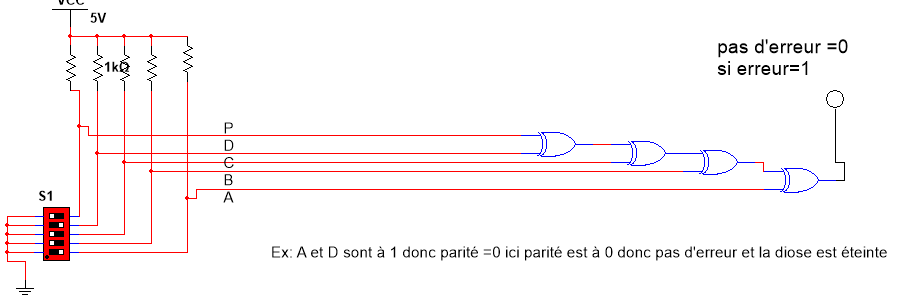 VCC
5V
pas d'erreur =0
si erreur=1
1kΩ
P
D
C
B
A
S1
Ex: A et D sont à 1 donc parité =0 ici parité est à 0 donc pas d'erreur et la diose est éteinte